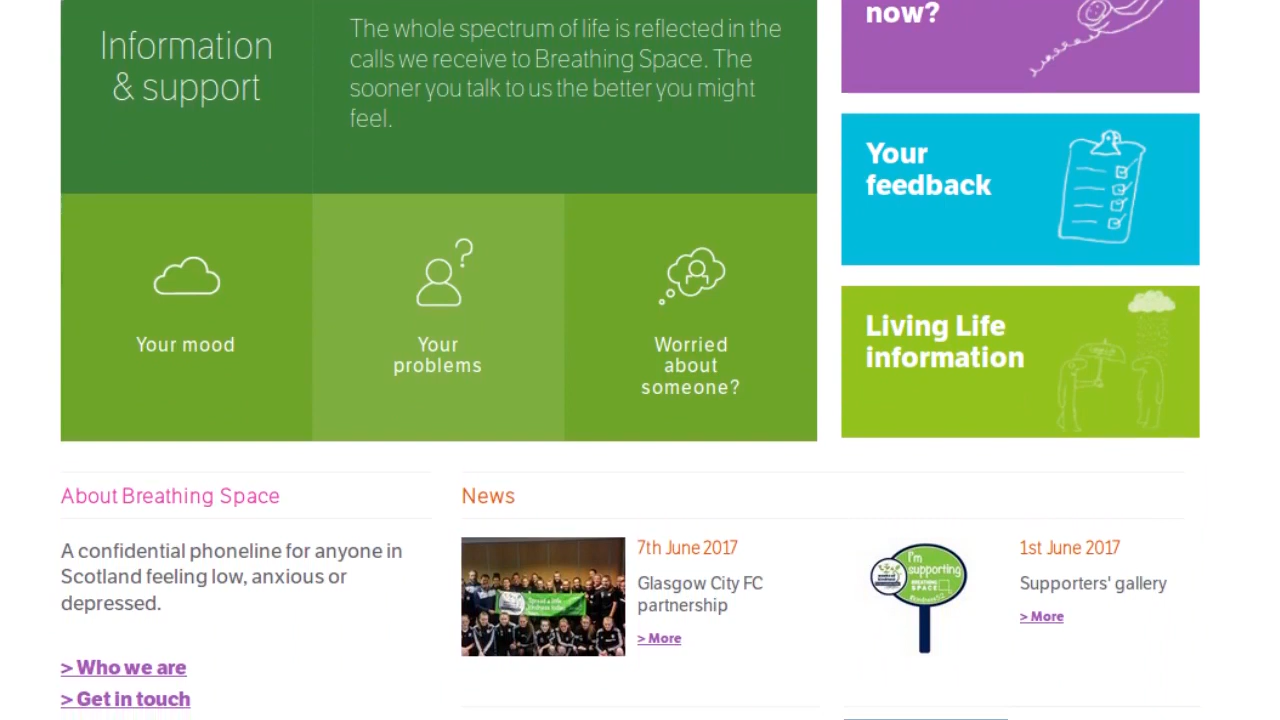 Information
& support
The whole spectrum of life is reflected in the
calls we receive to Breathing Space. The
sooner you talk to us the better you might
feel.
now?
Your
feedback
Living Life
information
Your mood
Your
problems
Worried
about
someone?
About Breathing Space
A confidential phoneline for anyone in
Scotland feeling low, anxious or
depressed.
> Who we are
> Get in touch
News
7th June 2017
Glasgow City FC
partnership
> More
I'm
supporting
BREATHING
SPACE
1st June 2017
Supporters' gallery
> More